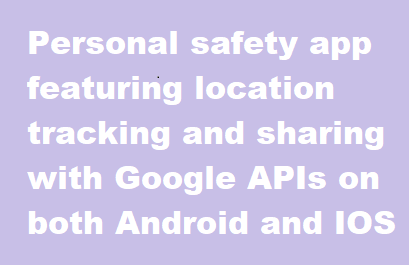 Personal safety app
featuring location
tracking and sharing
with Google APIs on
both Android and IOS